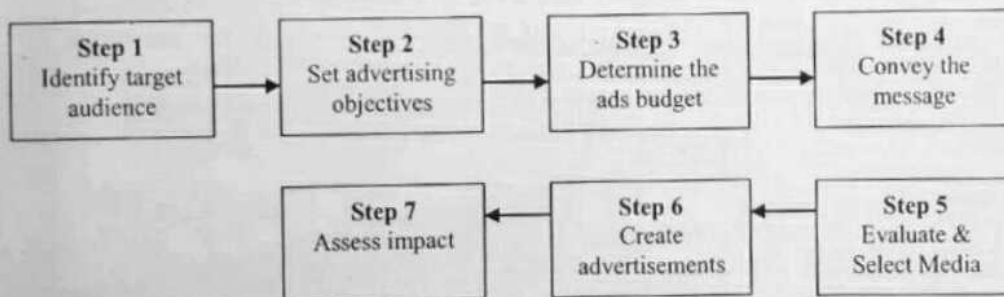 Step 1
Identify target
audience
Step 2
Set advertising
objectives
Step 3
Determine the
ads budget
Step 4
Convey the
message
Step 5
Evaluate &
Select Media
Step 6
Create
advertisements
Step 7
Assess impact